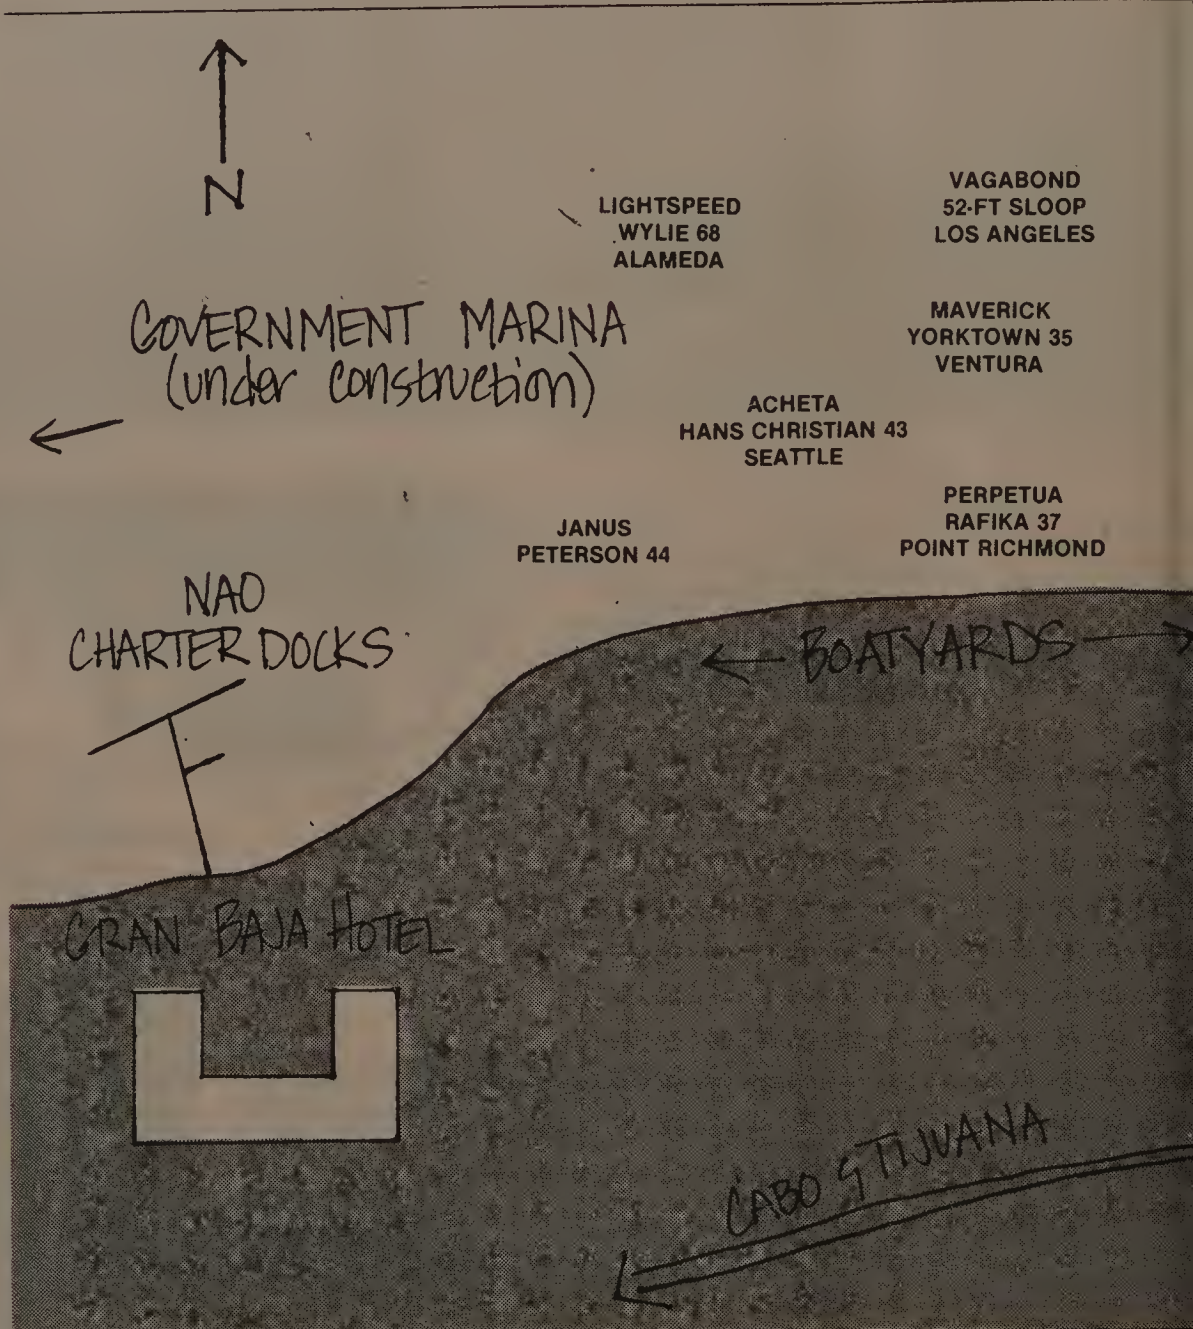 N
LIGHTSPEED
WYLIE 68
ALAMEDA
VAGABOND
52-FT SLOOP
LOS ANGELES
GOVERNMENT MARINA
(under construction)
MAVERICK
YORKTOWN 35
VENTURA
ACHETA
HANS CHRISTIAN 43
SEATTLE
PERPETUA
RAFIKA 37
POINT RICHMOND
JANUS
PETERSON 44
NAO
CHARTER DOCKS
BOATYARDS
GRAN BAJA HOTEL
CABO & TIJUANA